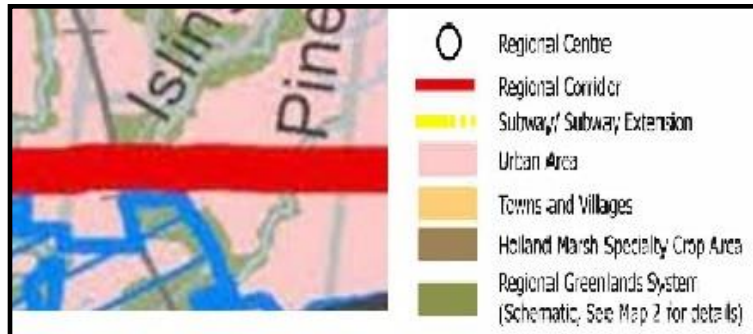 Isling
Pine
Regional Centre
Regional Corridor
Subway/ Subway Extension
Urban Area
Towns and Villages
Holland Marsh Specialty Crop Area
Regional Greenlands System
(Schematic, See Map 2 for details)